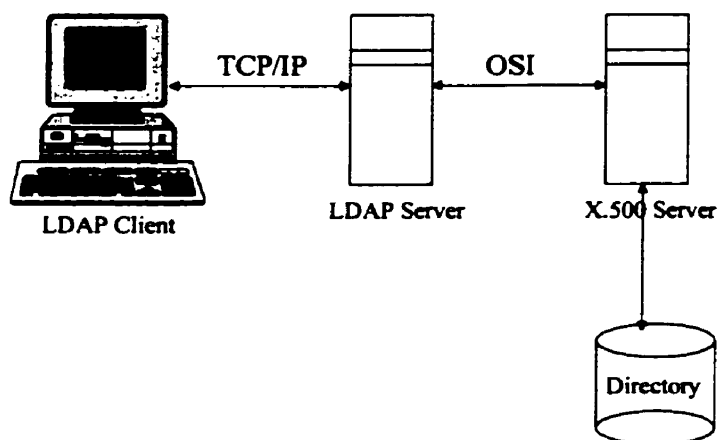 TCP/IP
OSI
LDAP Client
LDAP Server
X.500 Server
Directory